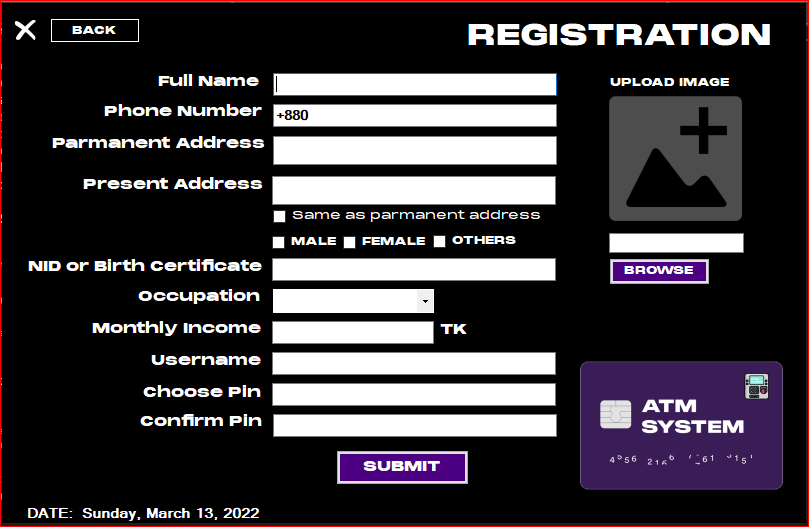 BACK
REGISTRATION
Full Name
UPLOAD IMAGE
Phone Number +880
Parmanent Address
Present Address
Same as parmanent address
MALE FEMALE OTHERS
NID or Birth Certificate
BROWSE
Occupation
Monthly Income TK
Username
Choose Pin
Confirm Pin
ATM
SYSTEM
4556
SUBMIT
DATE: Sunday, March 13, 2022